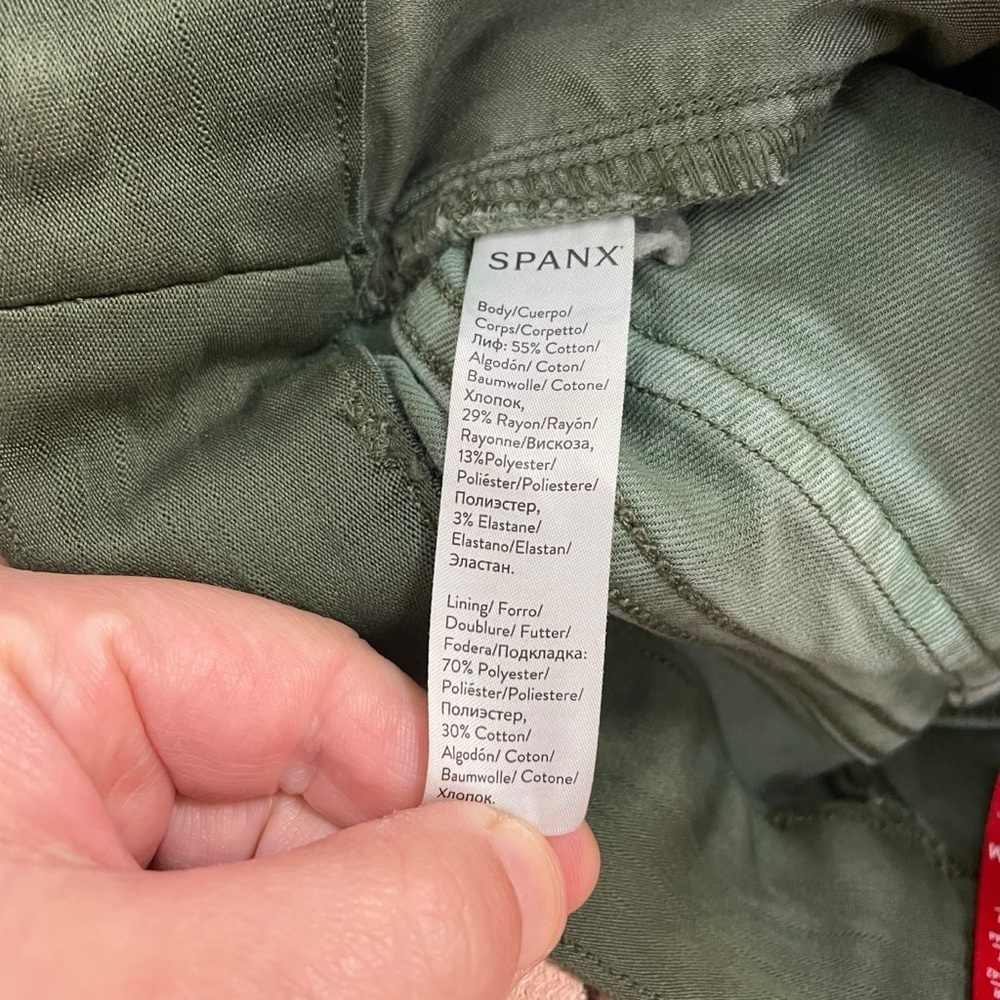 SPANX
Body/Cuerpo/
Corps/Corpetto/
Лиф: 55% Cotton/
Algodón/ Coton/
Baumwolle/ Cotone/
Хлопок,
29% Rayon/Rayón/
Rayonne/Вискоза,
13%Polyester/
Poliéster/Poliestere/
Полиэстер,
3% Elastane/
Elastano/Elastan/
Эластан.
Lining/ Forro/
Doublure/ Futter/
Fodera/Подкладка:
70% Polyester/
Poliéster/Poliestere/
Полиэстер,
30% Cotton/
Algodón/ Coton/
Baumwolle/ Cotone/
Хлопок.